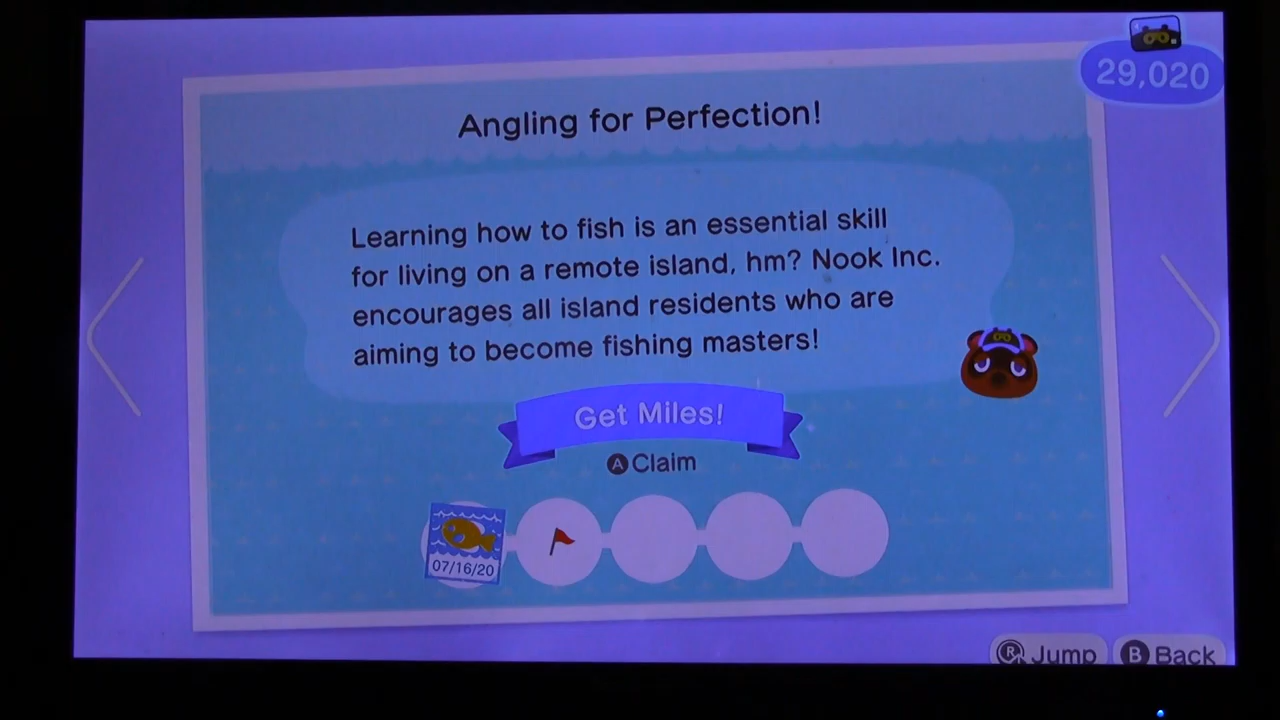 29,020
Angling for Perfection!
Learning how to fish is an essential skill
for living on a remote island, hm? Nook Inc.
encourages all island residents who are
aiming to become fishing masters!
Get Miles!
A Claim
07/16/20
R Jump B Back